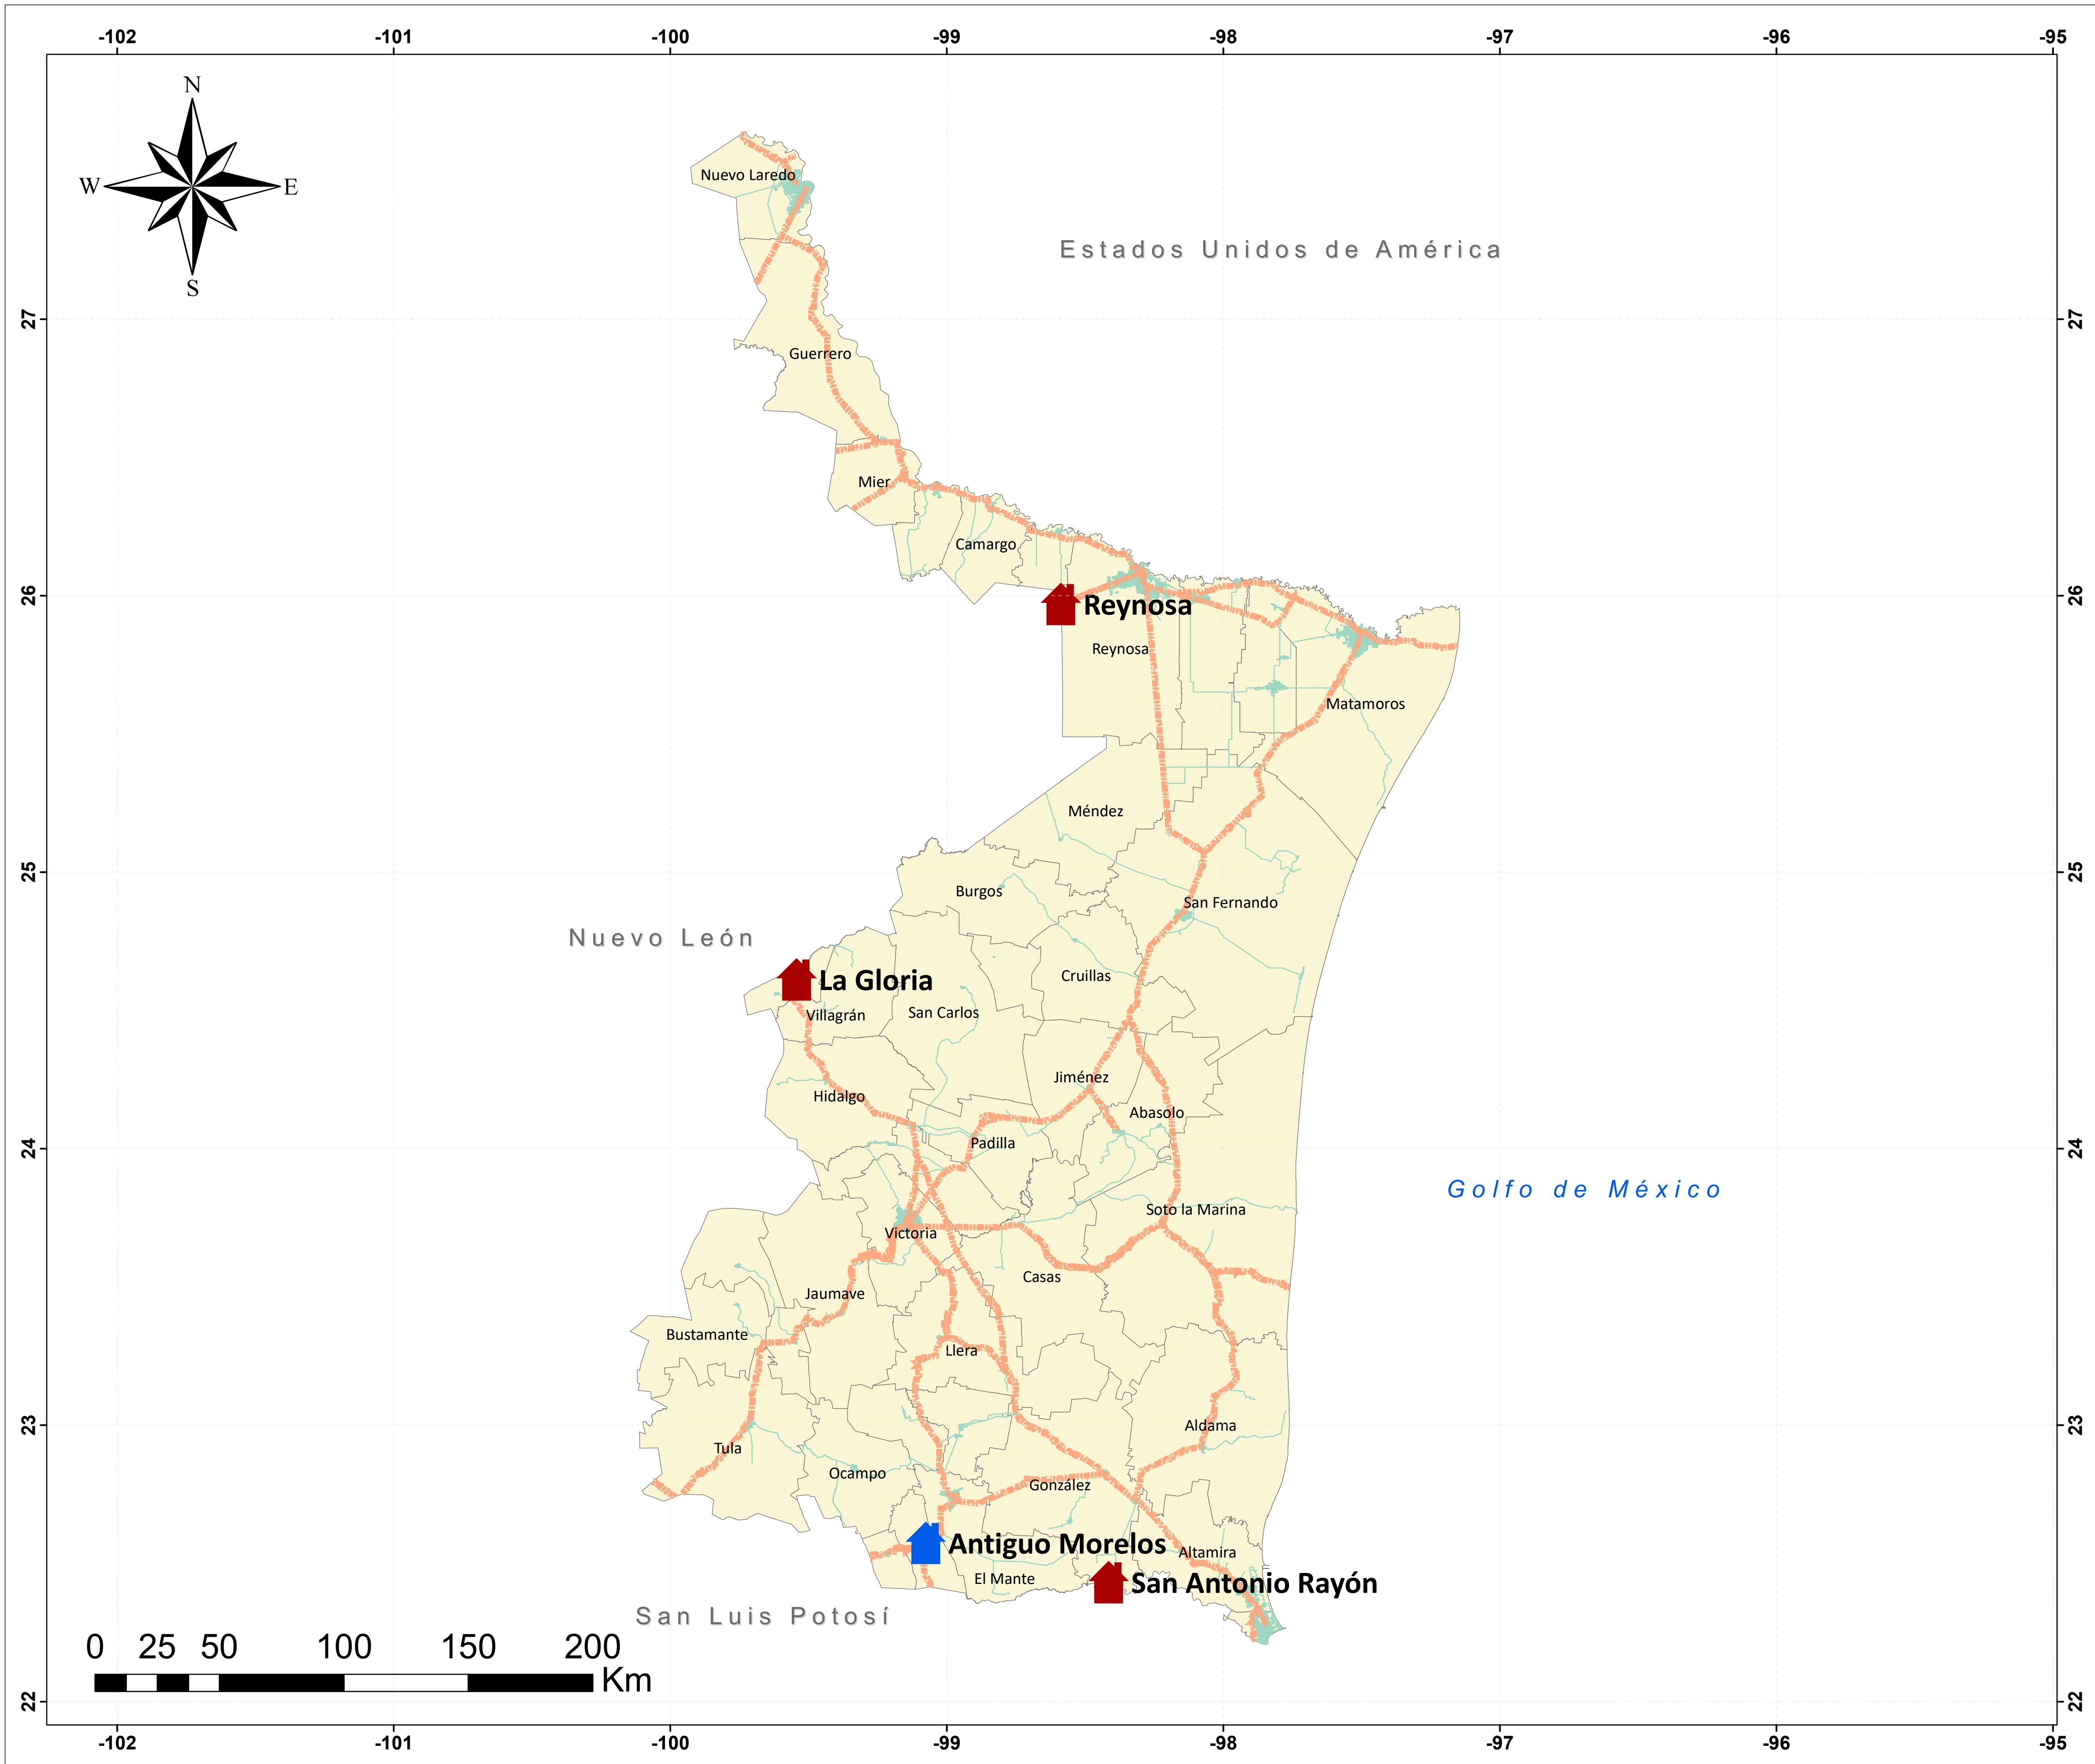 -102 -101 -100 -99 -98 -97 -96 -95
N
W E
S
Nuevo Laredo
Estados Unidos de América
27 27
Guerrero
Mier
Camargo
26 26
Reynosa
Reynosa
Matamoros
Méndez
25 25
Burgos
San Fernando
Nuevo León
Cruillas
La Gloria
San Carlos
Villagrán
Jiménez
Hidalgo
Abasolo
Padilla
24 24
Golfo de México
Soto la Marina
Victoria
Casas
Jaumave
Bustamante
Llera
23 23
Aldama
Tula
Ocampo
González
Antiguo Morelos
Altamira
El Mante
San Antonio Rayón
San Luis Potosí
0 25 50 100 150 200
Km
22 22
-102 -101 -100 -99 -98 -97 -96 -95